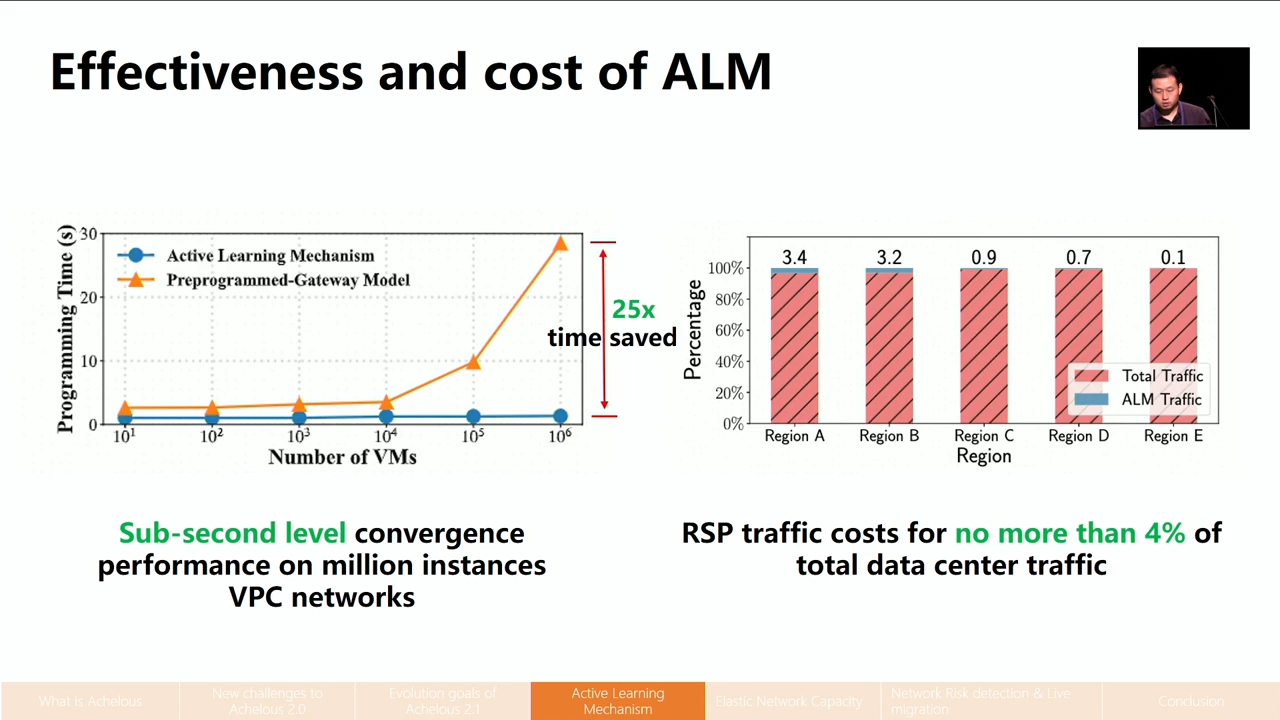 Effectiveness and cost of ALM
Programming Time (s)
30
20
10
0
Active Learning Mechanism
Preprogrammed-Gateway Model
25x
time saved
10¹
10²
10³
10⁴
10⁵
10⁶
Number of VMs
Percentage
100%
80%
60%
40%
20%
0%
3.4
3.2
0.9
0.7
0.1
Total Traffic
ALM Traffic
Region A
Region B
Region C
Region D
Region E
Region
Sub-second level convergence
performance on million instances
VPC networks
RSP traffic costs for no more than 4% of
total data center traffic
What is Achelous
New challenges to
Achelous 2.0
Evolution goals of
Achelous 2.1
Active Learning
Mechanism
Elastic Network Capacity
Network Risk detection & Live
migration
Conclusion